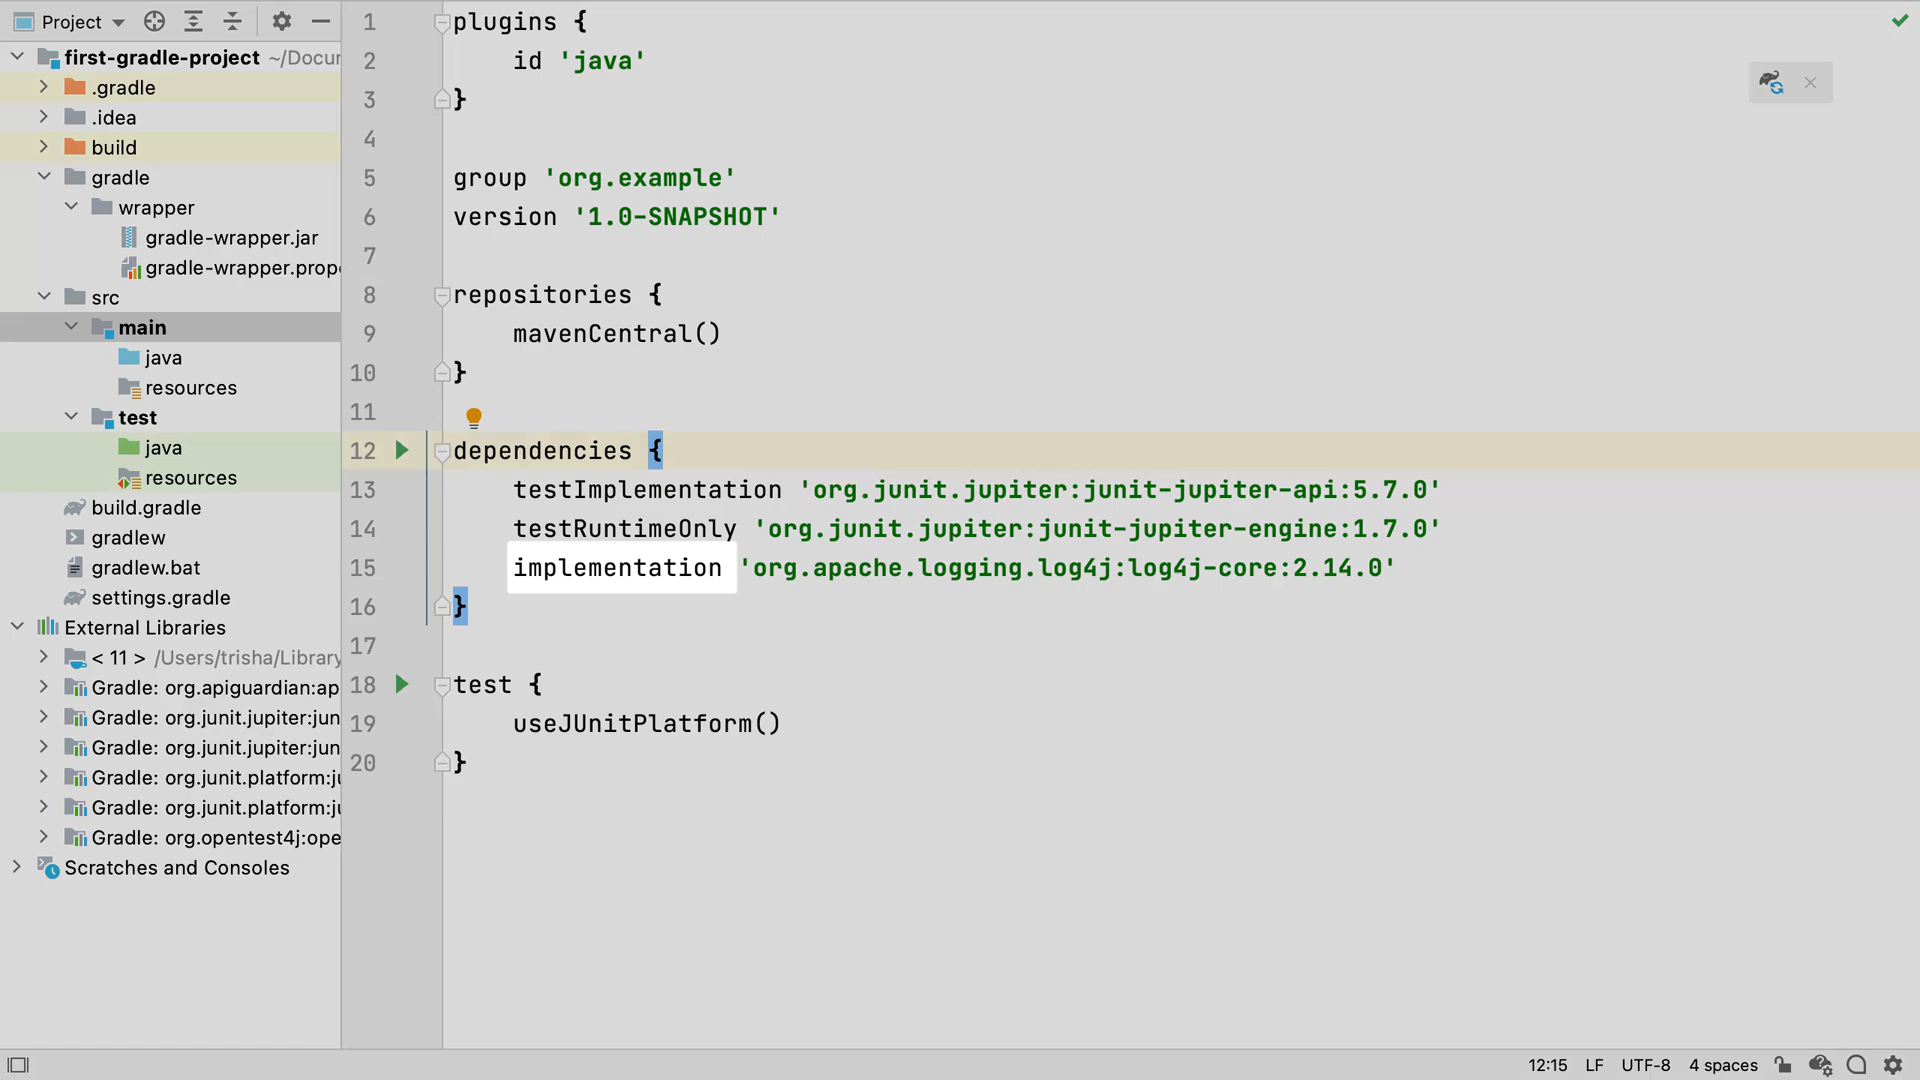 Project
first-gradle-project ~/Docum
.gradle
.idea
build
gradle
wrapper
gradle-wrapper.jar
gradle-wrapper.prope
src
main
java
resources
test
java
resources
build.gradle
gradlew
gradlew.bat
settings.gradle
External Libraries
< 11 > /Users/trisha/Library
Gradle: org.apiguardian:ap
Gradle: org.junit.jupiter:jun
Gradle: org.junit.jupiter:jun
Gradle: org.junit.platform:ju
Gradle: org.junit.platform:ju
Gradle: org.opentest4j:ope
Scratches and Consoles
1 plugins {
2 id 'java'
3 }
4
5 group 'org.example'
6 version '1.0-SNAPSHOT'
7
8 repositories {
9 mavenCentral()
10 }
11
12 dependencies {
13 testImplementation 'org.junit.jupiter:junit-jupiter-api:5.7.0'
14 testRuntimeOnly 'org.junit.jupiter:junit-jupiter-engine:1.7.0'
15 implementation 'org.apache.logging.log4j:log4j-core:2.14.0'
16 }
17
18 test {
19 useJUnitPlatform()
20 }
12:15 LF UTF-8 4 spaces